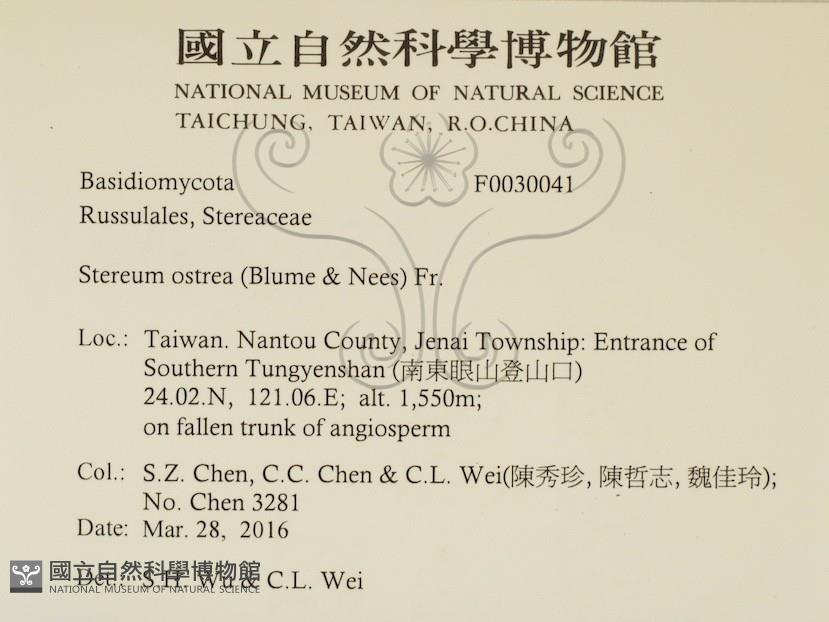 國立自然科學博物館
NATIONAL MUSEUM OF NATURAL SCIENCE
TAICHUNG, TAIWAN, R.O.CHINA
Basidiomycota F0030041
Russulales, Stereaceae
Stereum ostrea (Blume & Nees) Fr.
Loc.: Taiwan. Nantou County, Jenai Township: Entrance of
Southern Tungyenshan (南東眼山登山口)
24.02.N, 121.06.E; alt. 1,550m;
on fallen trunk of angiosperm
Col.: S.Z. Chen, C.C. Chen & C.L. Wei(陳秀珍, 陳哲志, 魏佳玲);
No. Chen 3281
Date: Mar. 28, 2016
Det.: S.H. Wu & C.L. Wei
國立自然科學博物館
NATIONAL MUSEUM OF NATURAL SCIENCE